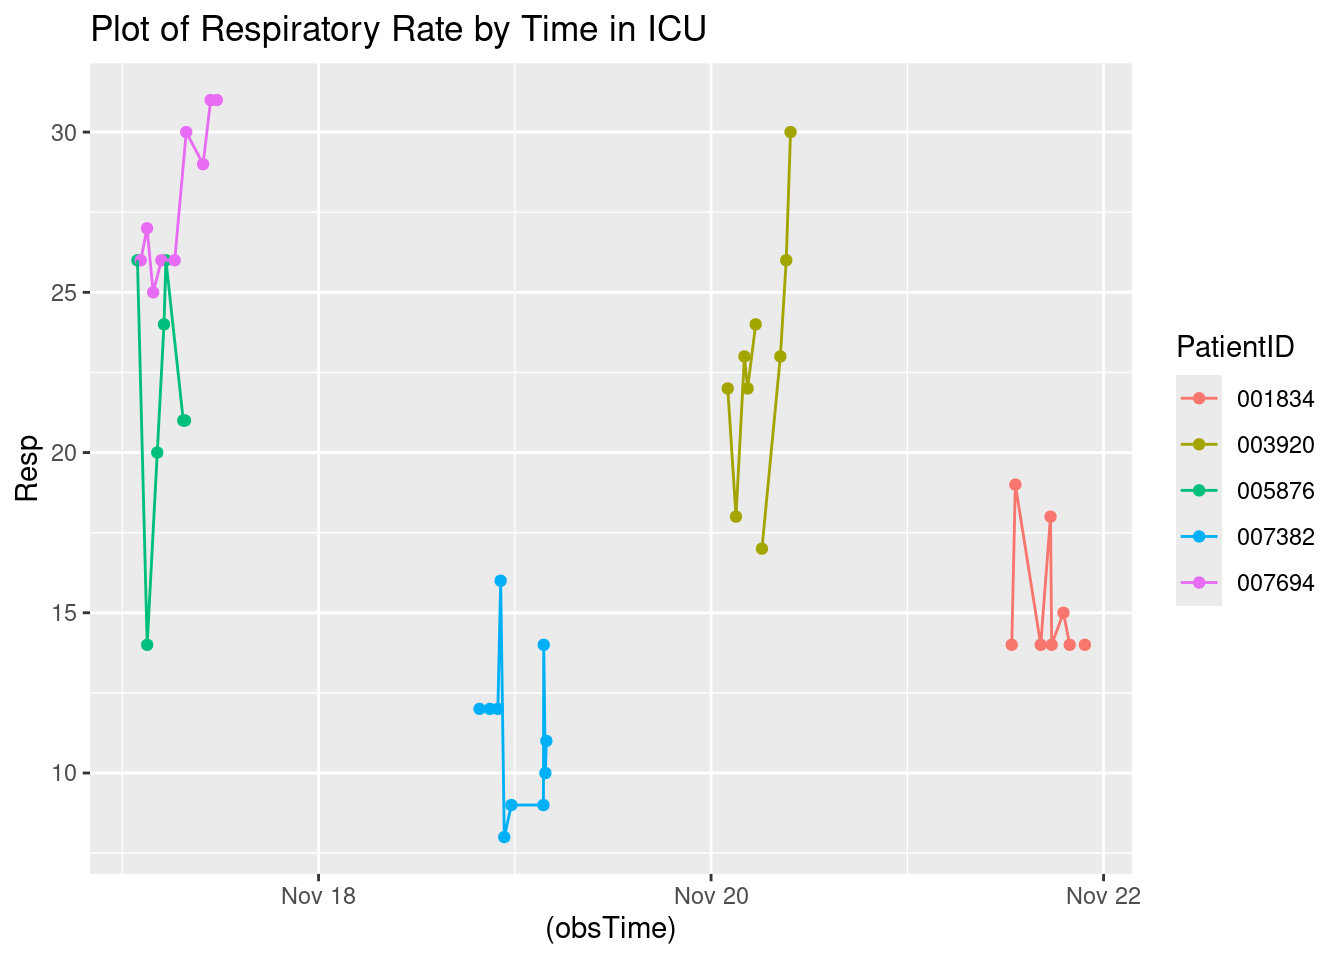 Plot of Respiratory Rate by Time in ICU
Resp
30
25
20
15
10
Nov 18
Nov 20
Nov 22
(obsTime)
PatientID
001834
003920
005876
007382
007694